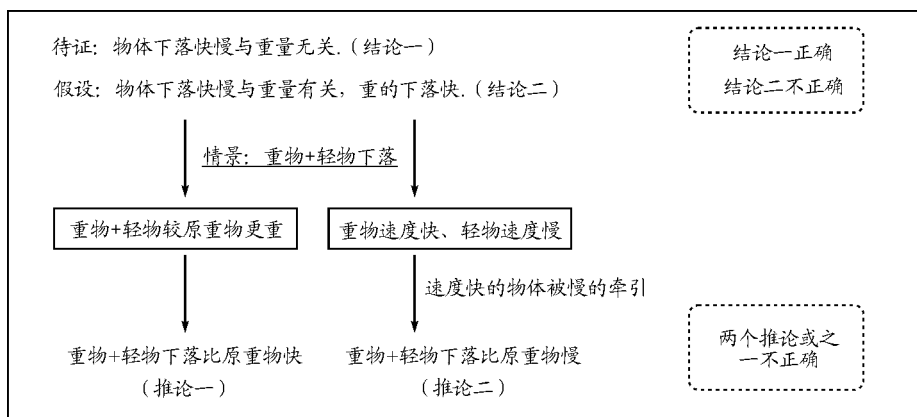 待证：物体下落快慢与重量无关.（结论一）
假设：物体下落快慢与重量有关，重的下落快.（结论二）
结论一正确
结论二不正确
情景：重物+轻物下落
重物+轻物较原重物更重
重物速度快、轻物速度慢
速度快的物体被慢的牵引
重物+轻物下落比原重物快
（推论一）
重物+轻物下落比原重物慢
（推论二）
两个推论或之
一不正确